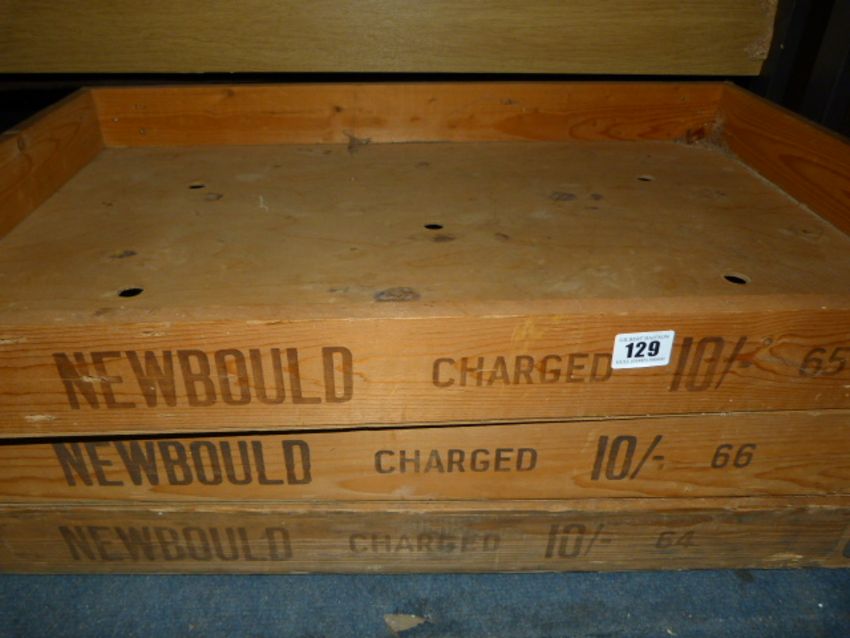 129
NEWBOULD CHARGED 10/- 65
NEWBOULD CHARGED 10/- 66
NEWBOULD CHARGED 10/- 64